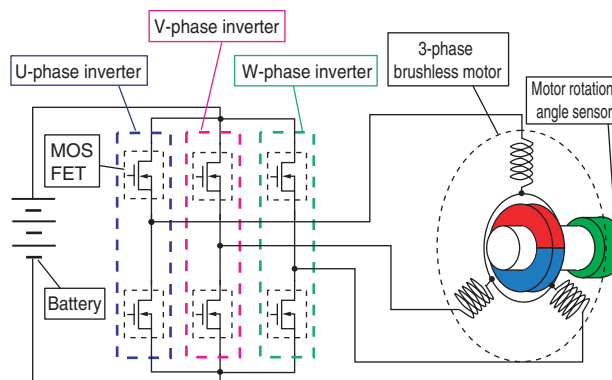 V-phase inverter
3-phase
brushless motor
U-phase inverter
W-phase inverter
Motor rotation
angle sensor
MOS
FET
Battery